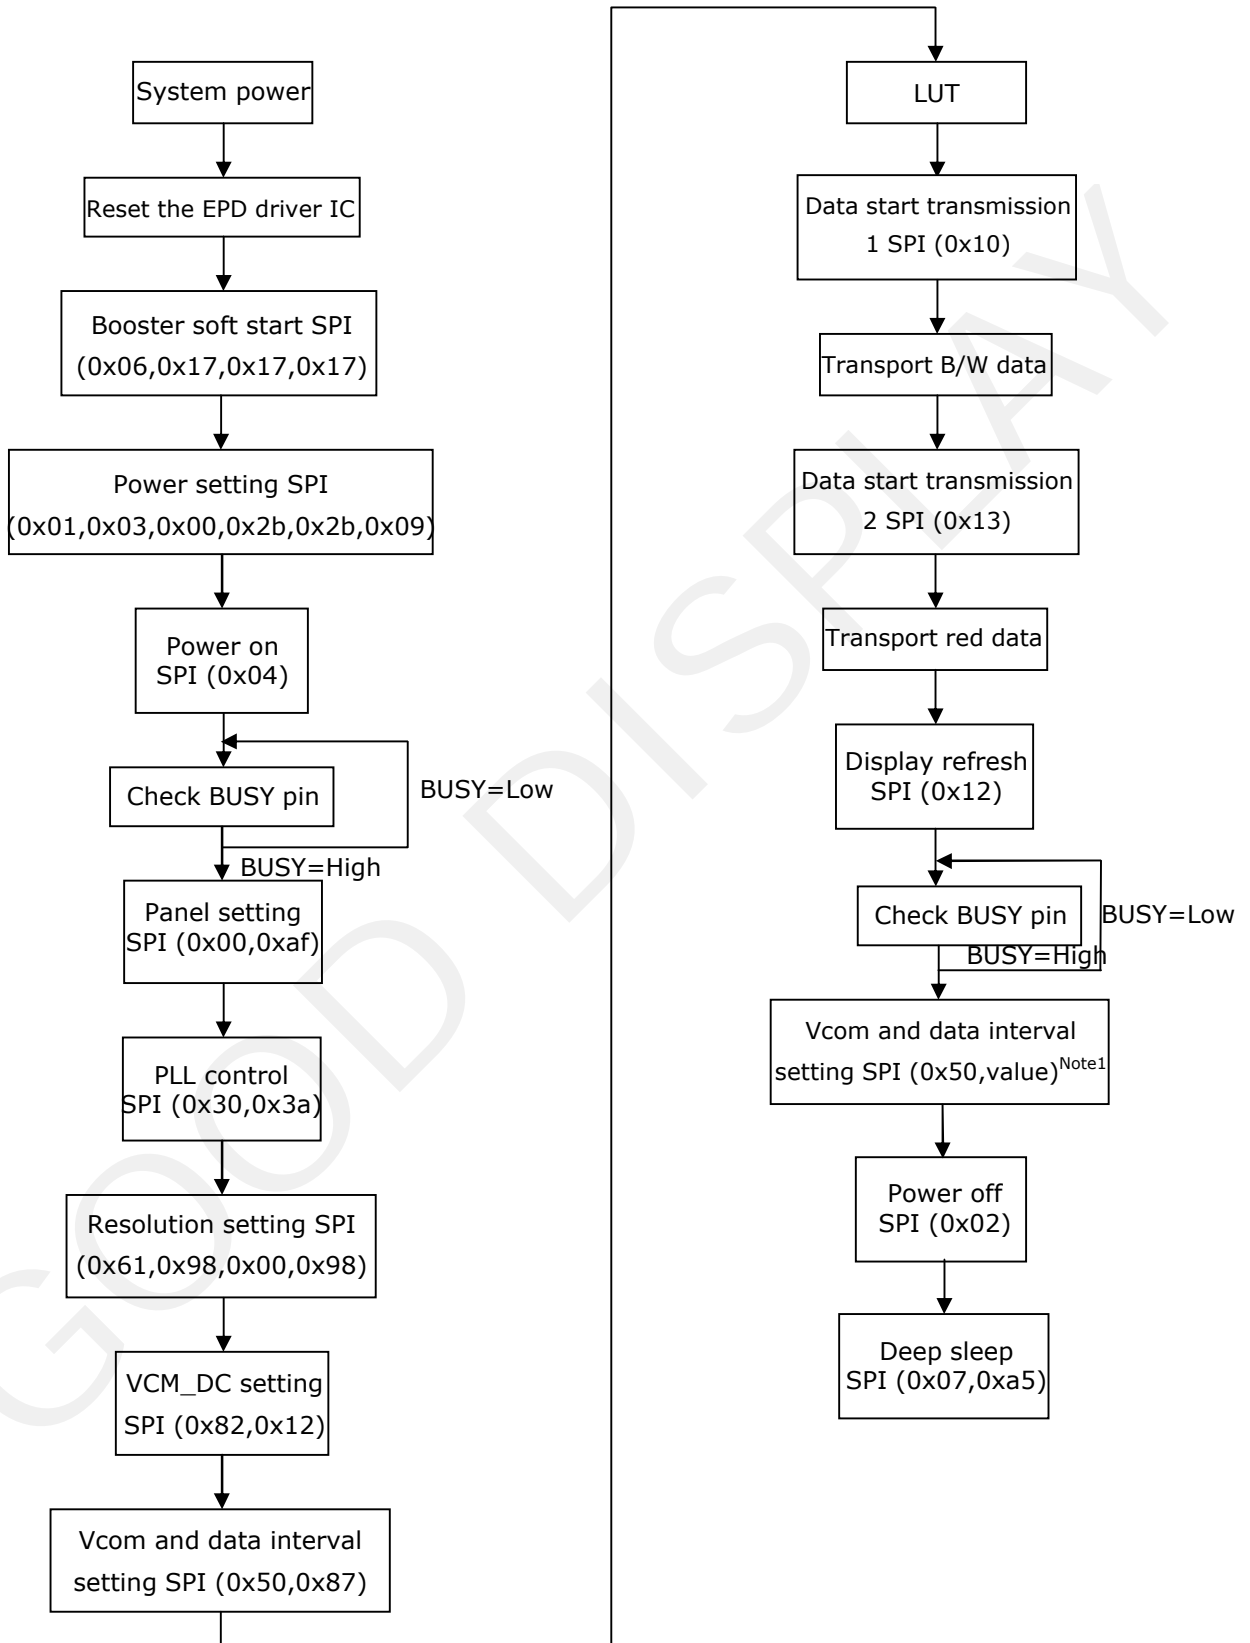 System power
Reset the EPD driver IC
Booster soft start SPI
(0x06,0x17,0x17,0x17)
Power setting SPI
(0x01,0x03,0x00,0x2b,0x2b,0x09)
Power on
SPI (0x04)
Check BUSY pin
BUSY=Low
BUSY=High
Panel setting
SPI (0x00,0xaf)
PLL control
SPI (0x30,0x3a)
Resolution setting SPI
(0x61,0x98,0x00,0x98)
VCM_DC setting
SPI (0x82,0x12)
Vcom and data interval
setting SPI (0x50,0x87)
LUT
Data start transmission
1 SPI (0x10)
Transport B/W data
Data start transmission
2 SPI (0x13)
Transport red data
Display refresh
SPI (0x12)
Check BUSY pin
BUSY=Low
BUSY=High
Vcom and data interval
setting SPI (0x50,value)Note1
Power off
SPI (0x02)
Deep sleep
SPI (0x07,0xa5)
GOOD DISPLAY